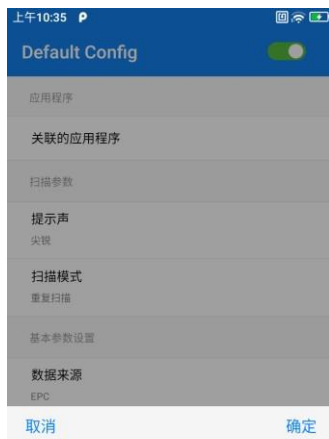 上午10:35
Default Config
应用程序
关联的应用程序
扫描参数
提示声
尖锐
扫描模式
重复扫描
基本参数设置
数据来源
EPC
取消 确定